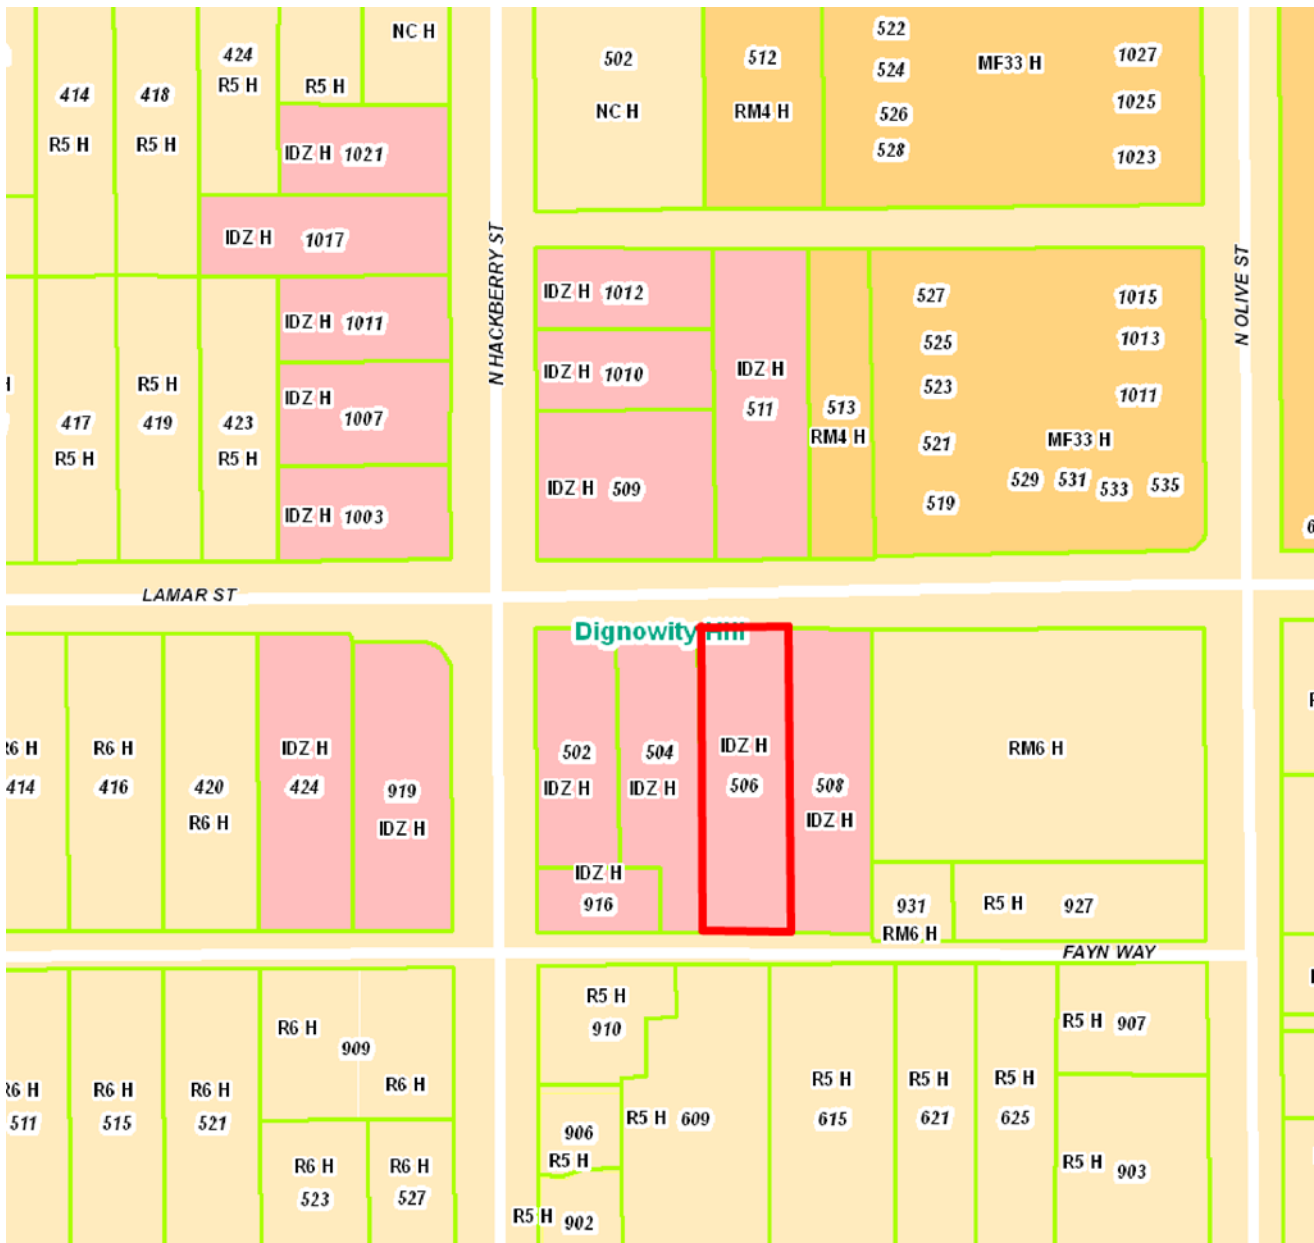 NC H
424
R5 H
R5 H
414
418
R5 H
R5 H
IDZ H 1021
IDZ H 1017
IDZ H 1011
IDZ H
1007
R5 H
417
419
423
R5 H
R5 H
IDZ H 1003
N HACKBERRY ST
502
NC H
512
RM4 H
522
524
526
528
MF33 H
1027
1025
1023
N OLIVE ST
IDZ H 1012
IDZ H 1010
IDZ H 509
IDZ H
511
513
RM4 H
527
525
523
521
519
1015
1013
1011
MF33 H
529
531
533
535
LAMAR ST
Dignowity Hill
R6 H
414
R6 H
416
420
R6 H
IDZ H
424
919
IDZ H
502
IDZ H
504
IDZ H
IDZ H
506
508
IDZ H
IDZ H
916
RM6 H
931
RM6 H
R5 H 927
FAYN WAY
R6 H
909
R6 H
R6 H
511
R6 H
515
R6 H
521
R6 H
523
R6 H
527
R5 H
910
906
R5 H
R5 H 902
R5 H 609
R5 H
615
R5 H
621
R5 H
625
R5 H 907
R5 H 903